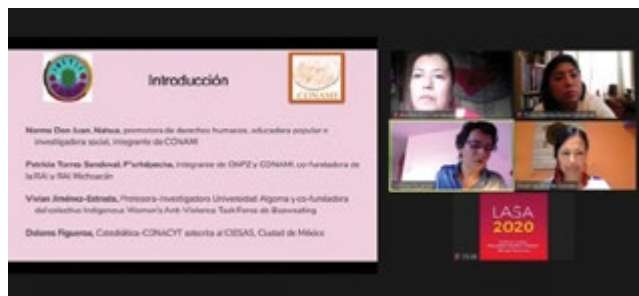 Introducción
CONAMI
Norma Don Juan, Nahua, promotora de derechos humanos, educadora popular e
investigadora social, integrante de CONAMI
Patricia Torres Sandoval, P'urhépecha, integrante de ONPZ y CONAMI, co-fundadora de
la RAI y RAI Michoacán
Vivian Jiménez-Estrada, Profesora-Investigadora Universidad Algoma y co-fundadora
del colectivo Indigenous Women's Anti-Violence Task Force de Baawaating
Dolores Figueroa, Catedrática-CONACYT adscrita al CIESAS, Ciudad de México
LASA
2020